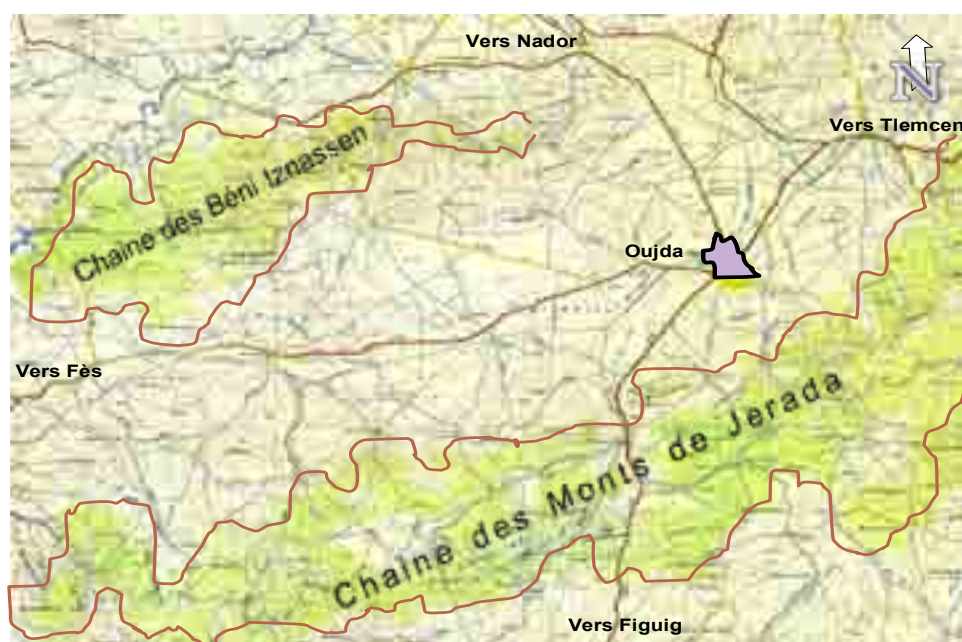 Vers Nador
N
Vers Tlemcen
Chaine des Béni Iznassen
Oujda
Vers Fès
Chaine des Monts de Jerada
Vers Figuig